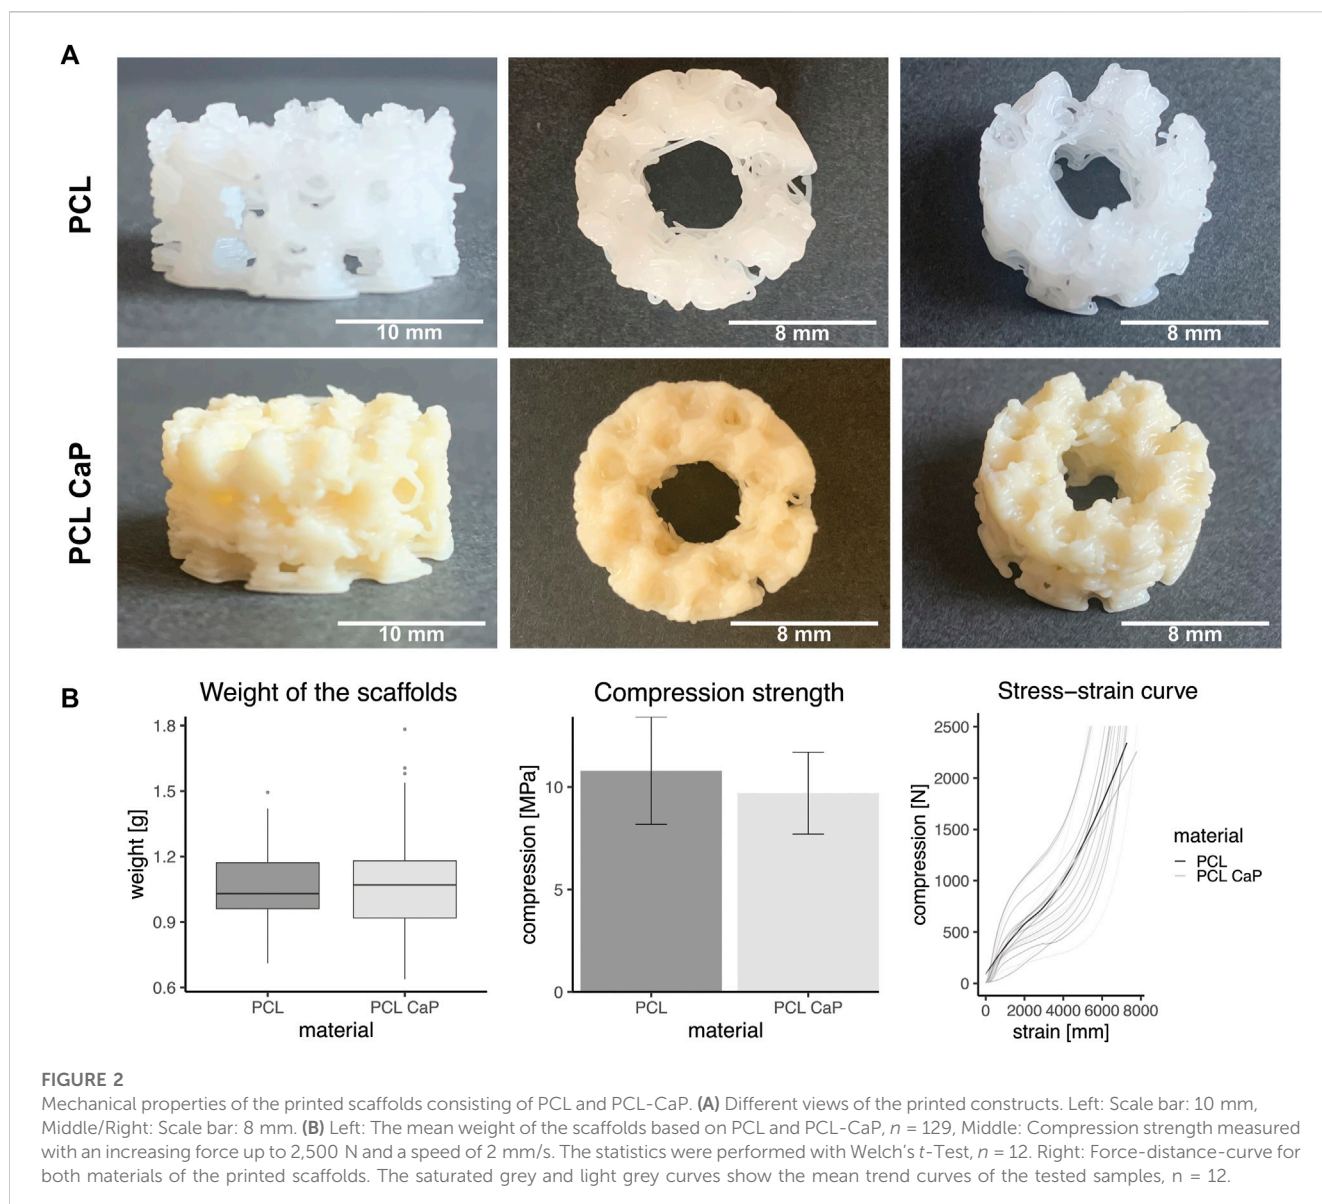 A
PCL
10 mm
8 mm
8 mm
PCL CaP
10 mm
8 mm
8 mm
B
Weight of the scaffolds
weight [g]
1.8
1.5
1.2
0.9
0.6
PCL
PCL CaP
material
Compression strength
compression [MPa]
10
5
0
PCL
PCL CaP
material
Stress–strain curve
compression [N]
2500
2000
1500
1000
500
0
0 2000 4000 6000 8000
strain [mm]
material
PCL
PCL CaP
FIGURE 2
Mechanical properties of the printed scaffolds consisting of PCL and PCL-CaP. (A) Different views of the printed constructs. Left: Scale bar: 10 mm,
Middle/Right: Scale bar: 8 mm. (B) Left: The mean weight of the scaffolds based on PCL and PCL-CaP, n = 129, Middle: Compression strength measured
with an increasing force up to 2,500 N and a speed of 2 mm/s. The statistics were performed with Welch's t-Test, n = 12. Right: Force-distance-curve for
both materials of the printed scaffolds. The saturated grey and light grey curves show the mean trend curves of the tested samples, n = 12.